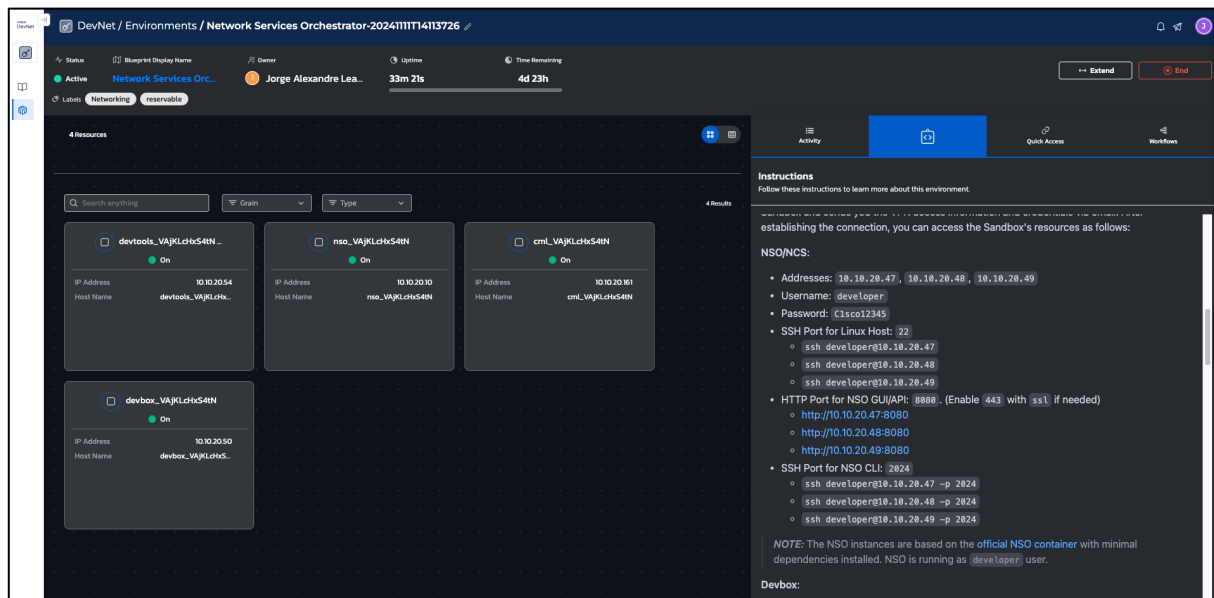 DevNet
DevNet / Environments / Network Services Orchestrator-20241111T14113726
J
Status
Blueprint Display Name
Owner
Uptime
Time Remaining
Active
Network Services Orc...
Jorge Alexandre Lea...
33m 21s
4d 23h
Extend
End
Labels
Networking
reservable
4 Resources
Activity
Quick Access
Workflows
Instructions
Follow these instructions to learn more about this environment.
Search anything
Grain
Type
4 Results
devtools_VAjKLcHxS4tN...
On
IP Address
10.10.20.54
Host Name
devtools_VAjKLcHx...
nso_VAjKLcHxS4tN
On
IP Address
10.10.20.10
Host Name
nso_VAjKLcHxS4tN
cml_VAjKLcHxS4tN
On
IP Address
10.10.20.161
Host Name
cml_VAjKLcHxS4tN
devbox_VAjKLcHxS4tN
On
IP Address
10.10.20.50
Host Name
devbox_VAjKLcHxS...
establishing the connection, you can access the Sandbox's resources as follows:
NSO/NCS:
• Addresses: 10.10.20.47, 10.10.20.48, 10.10.20.49
• Username: developer
• Password: C1sco12345
• SSH Port for Linux Host: 22
ssh developer@10.10.20.47
ssh developer@10.10.20.48
ssh developer@10.10.20.49
• HTTP Port for NSO GUI/API: 8080. (Enable 443 with ssl if needed)
http://10.10.20.47:8080
http://10.10.20.48:8080
http://10.10.20.49:8080
• SSH Port for NSO CLI: 2024
ssh developer@10.10.20.47 -p 2024
ssh developer@10.10.20.48 -p 2024
ssh developer@10.10.20.49 -p 2024
NOTE: The NSO instances are based on the official NSO container with minimal
dependencies installed. NSO is running as developer user.
Devbox: